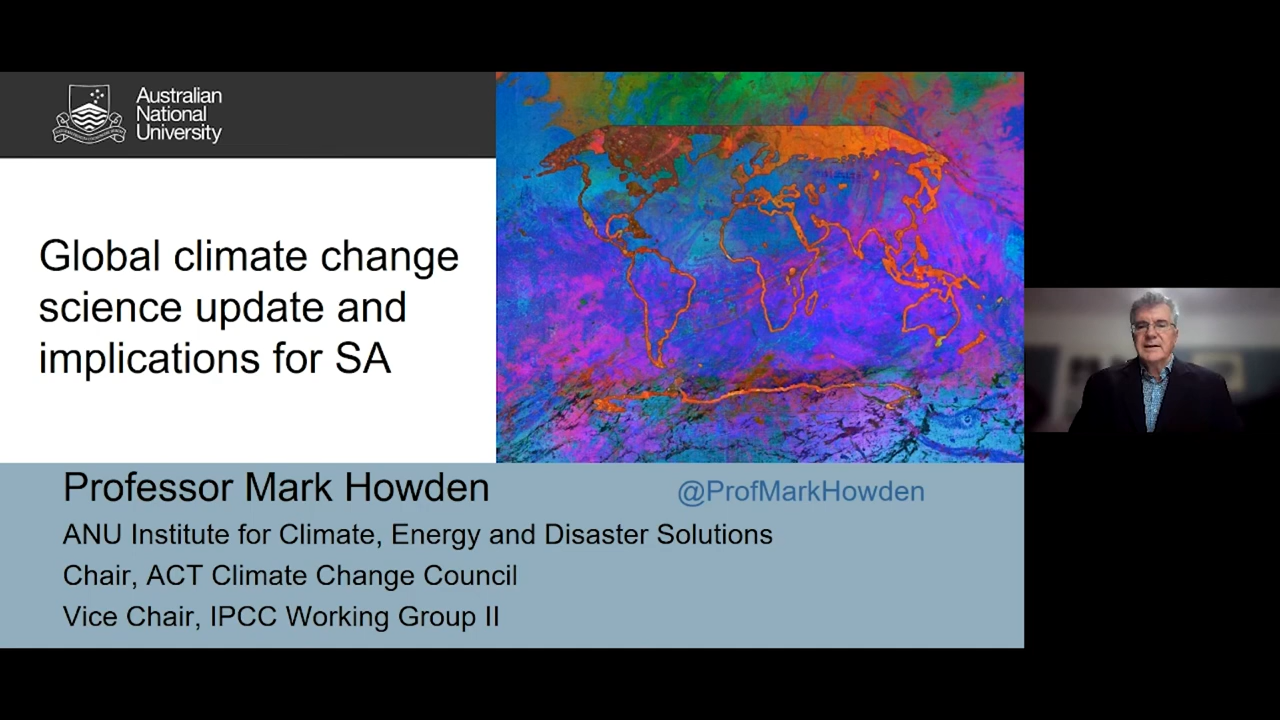 Australian
National
University
Global climate change
science update and
implications for SA
Professor Mark Howden
@ProfMarkHowden
ANU Institute for Climate, Energy and Disaster Solutions
Chair, ACT Climate Change Council
Vice Chair, IPCC Working Group II